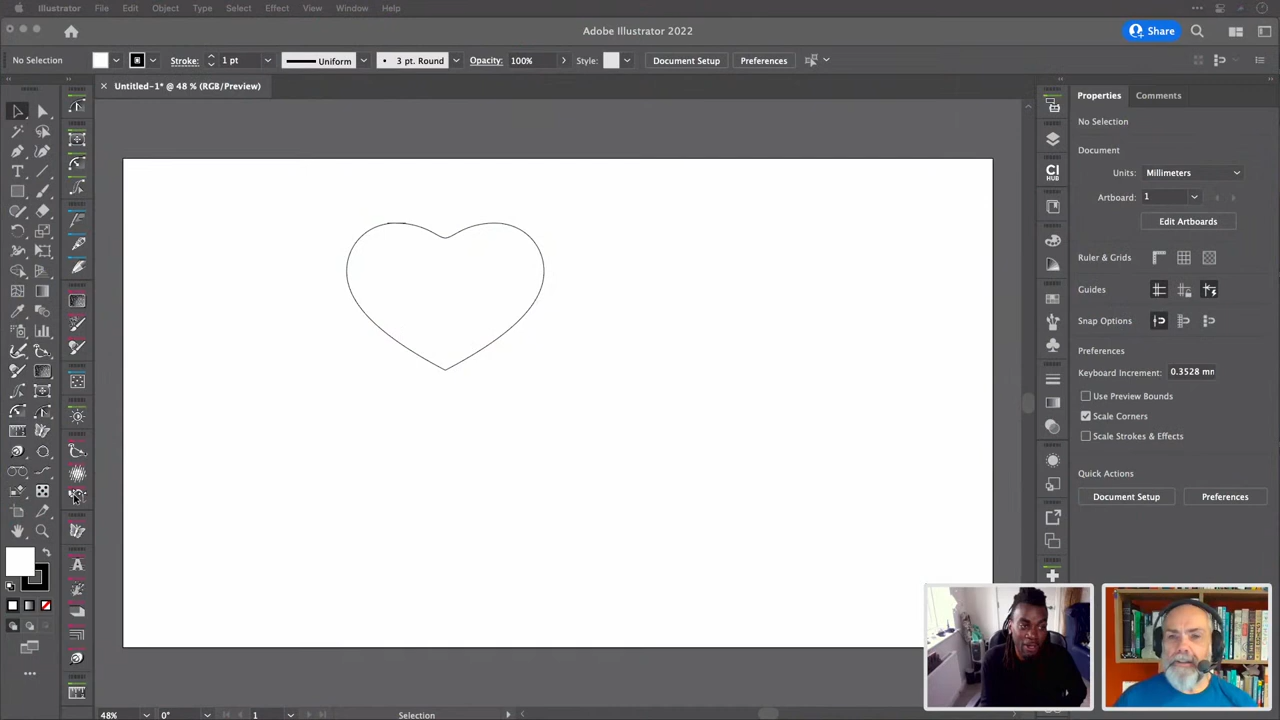 Illustrator File Edit Object Type Select Effect View Window Help
Adobe Illustrator 2022
Share
No Selection
Stroke: 1 pt
Uniform
3 pt. Round
Opacity: 100%
Style:
Document Setup
Preferences
Untitled-1* @ 48 % (RGB/Preview)
Properties
Comments
No Selection
Document
Units: Millimeters
Artboard: 1
Edit Artboards
Ruler & Grids
Guides
Snap Options
Preferences
Keyboard Increment: 0.3528 mm
Use Preview Bounds
Scale Corners
Scale Strokes & Effects
Quick Actions
Document Setup
Preferences
CI
HUB
48%
0°
1
Selection